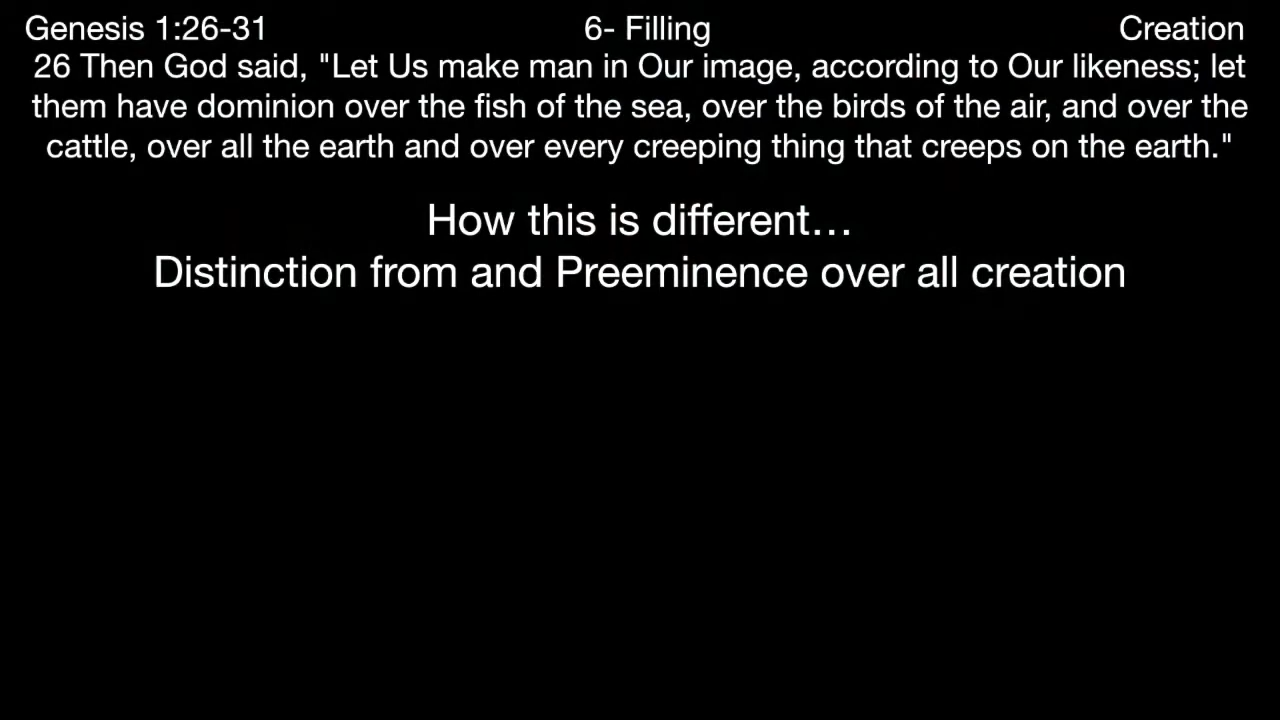 Genesis 1:26-31 6- Filling Creation
26 Then God said, "Let Us make man in Our image, according to Our likeness; let
them have dominion over the fish of the sea, over the birds of the air, and over the
cattle, over all the earth and over every creeping thing that creeps on the earth."
How this is different…
Distinction from and Preeminence over all creation